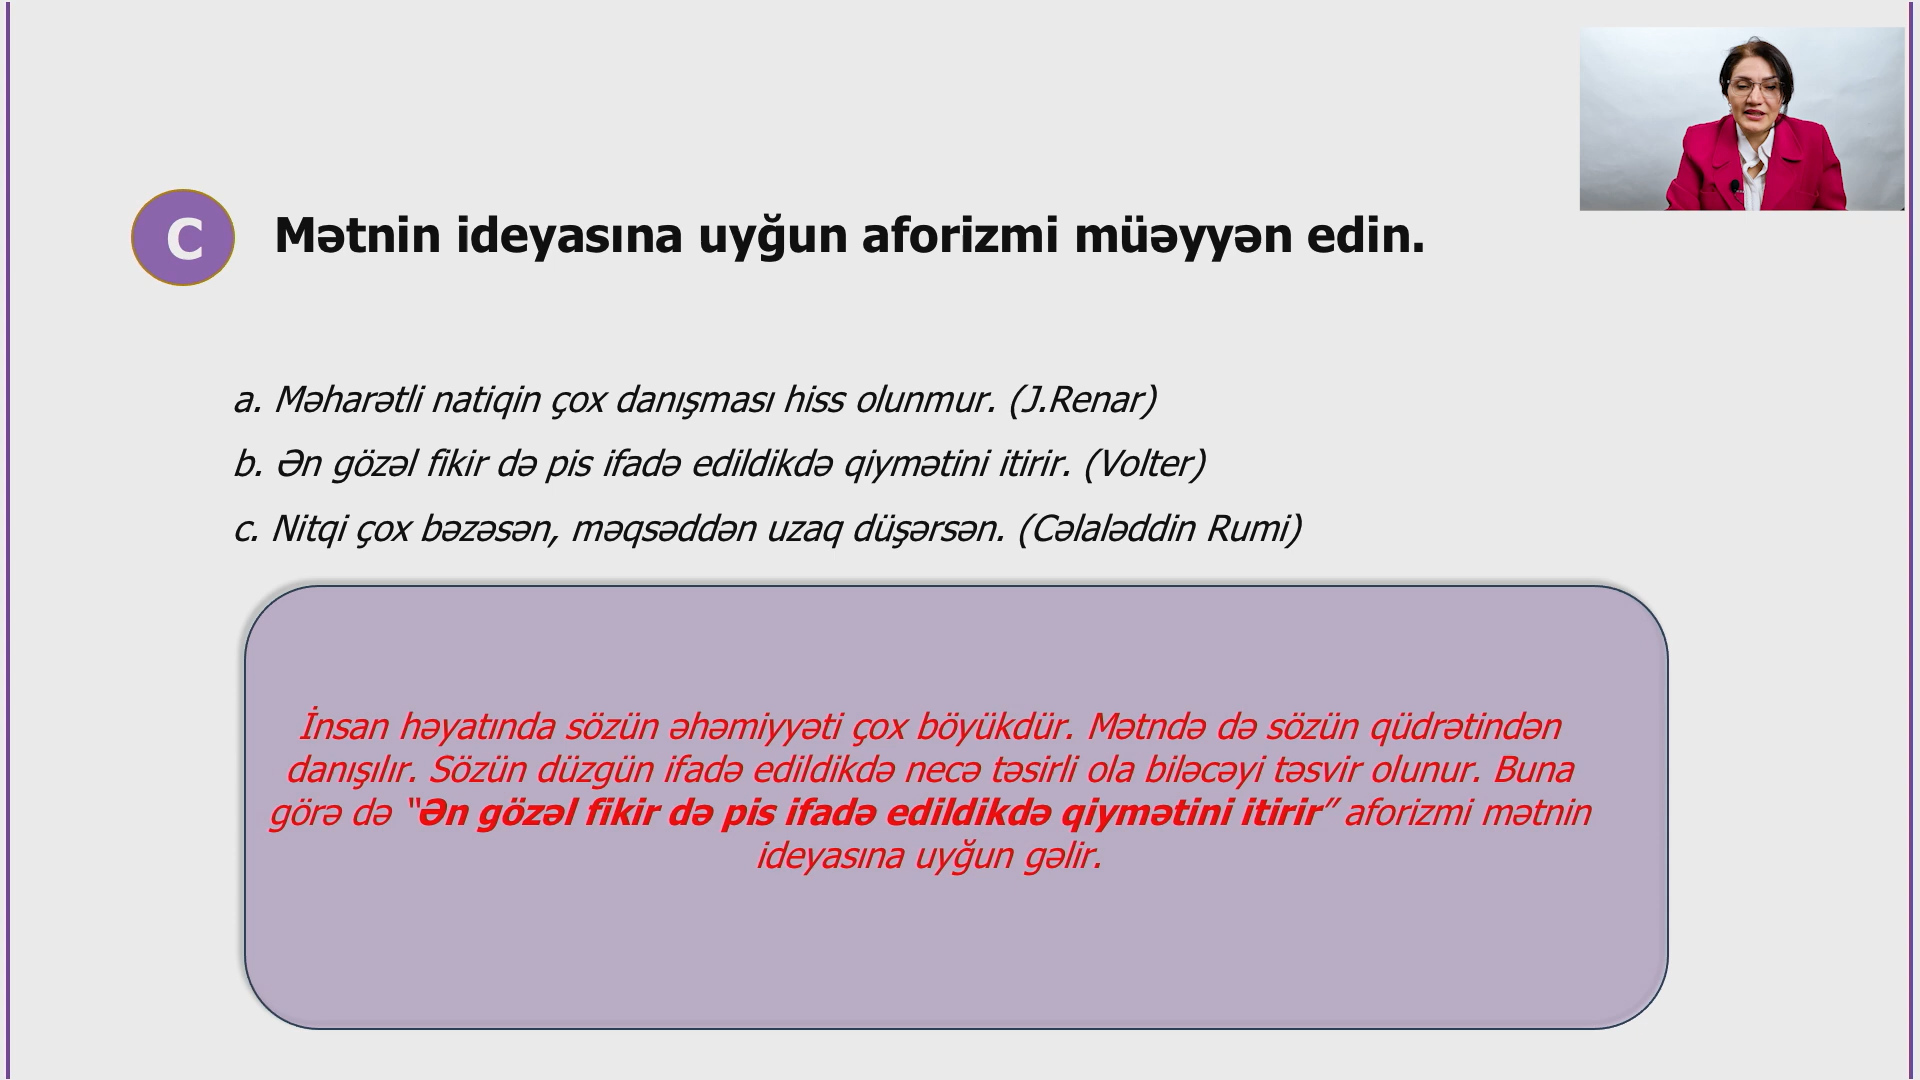 C
Mətnin ideyasına uyğun aforizmi müəyyən edin.
a. Məharətli natiqin çox danışması hiss olunmur. (J.Renar)
b. Ən gözəl fikir də pis ifadə edildikdə qiymətini itirir. (Volter)
c. Nitqi çox bəzəsən, məqsəddən uzaq düşərsən. (Cəlaləddin Rumi)
İnsan həyatında sözün əhəmiyyəti çox böyükdür. Mətndə də sözün qüdrətindən
danışılır. Sözün düzgün ifadə edildikdə necə təsirli ola biləcəyi təsvir olunur. Buna
görə də “Ən gözəl fikir də pis ifadə edildikdə qiymətini itirir” aforizmi mətnin
ideyasına uyğun gəlir.